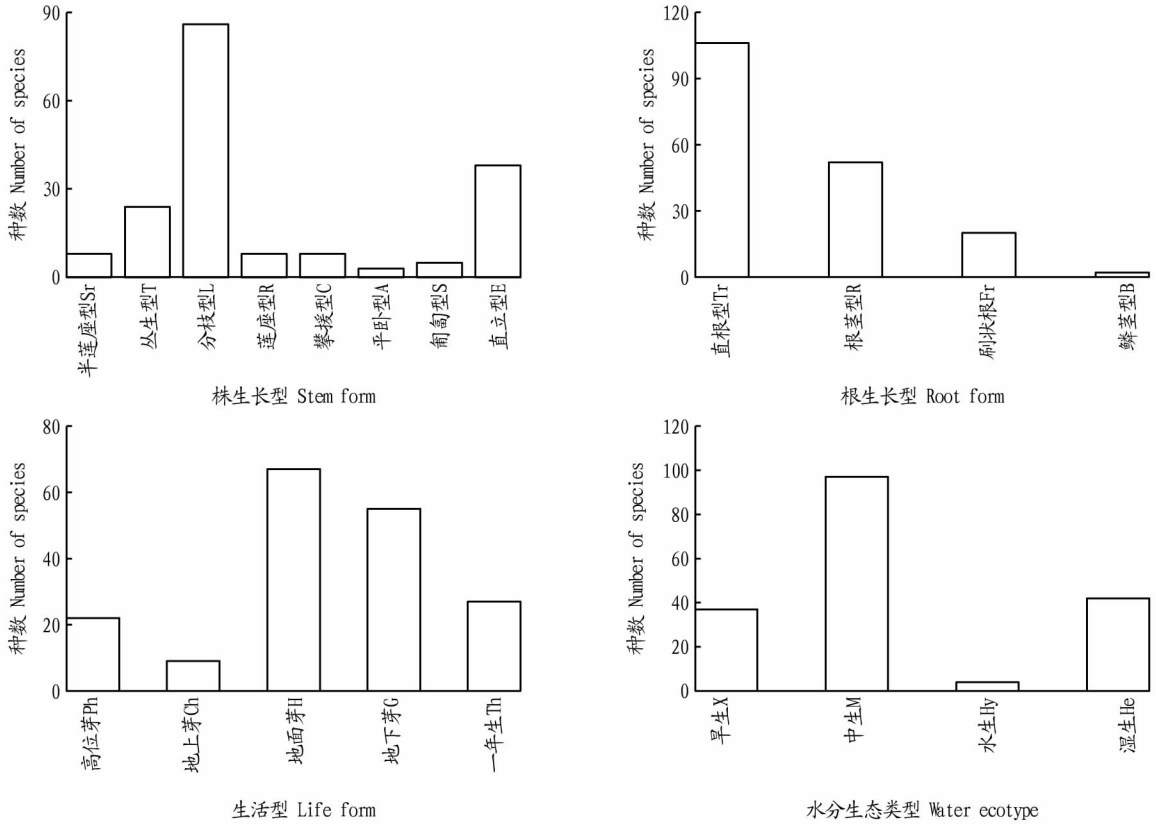 种数 Number of species
90
60
30
0
半莲座型Sr
丛生型T
分枝型L
莲座型R
攀援型C
平卧型A
匍匐型S
直立型E
株生长型 Stem form
种数 Number of species
120
90
60
30
0
直根型Tr
根茎型R
刷状根Fr
鳞茎型B
根生长型 Root form
种数 Number of species
80
60
40
20
0
高位芽Ph
地上芽Ch
地面芽H
地下芽G
一年生Th
生活型 Life form
种数 Number of species
120
100
80
60
40
20
0
旱生X
中生M
水生Hy
湿生He
水分生态类型 Water ecotype